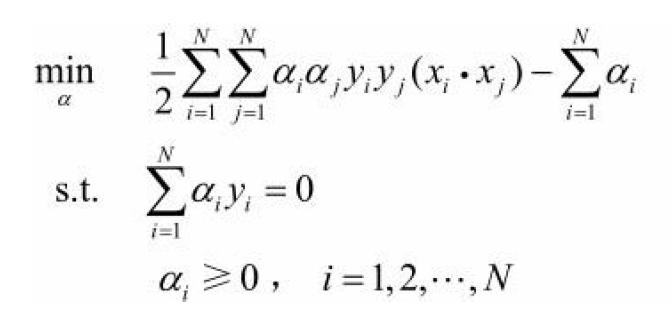 min_α  1/2 ∑_{i=1}^{N} ∑_{j=1}^{N} α_i α_j y_i y_j (x_i · x_j) − ∑_{i=1}^{N} α_i
s.t.  ∑_{i=1}^{N} α_i y_i = 0
α_i ⩾ 0 ,  i = 1, 2, ⋯, N